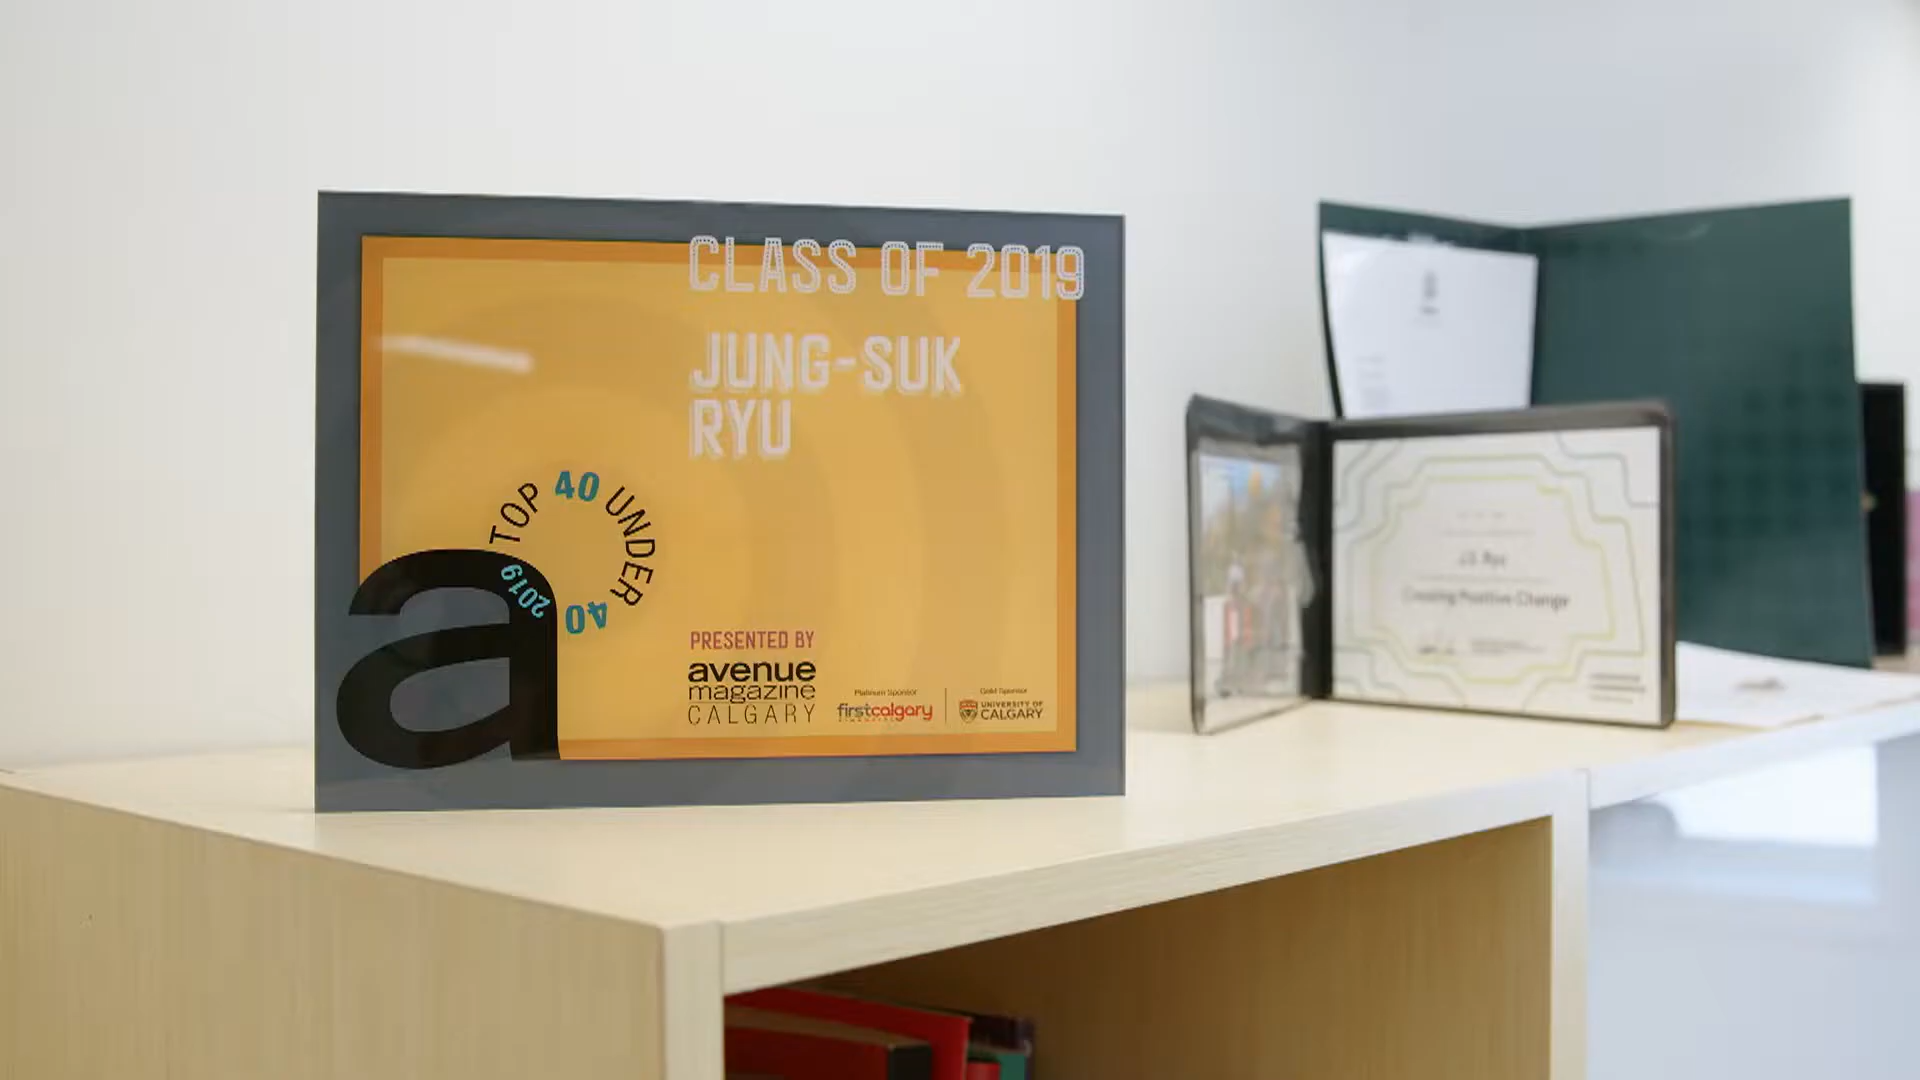 CLASS OF 2019
JUNG-SUK
RYU
TOP 40 UNDER 40 2019
a
PRESENTED BY
avenue
magazine
CALGARY
Platinum Sponsor
firstcalgary
Gold Sponsor
UNIVERSITY OF
CALGARY
J.S. Ryu
Creating Positive Change